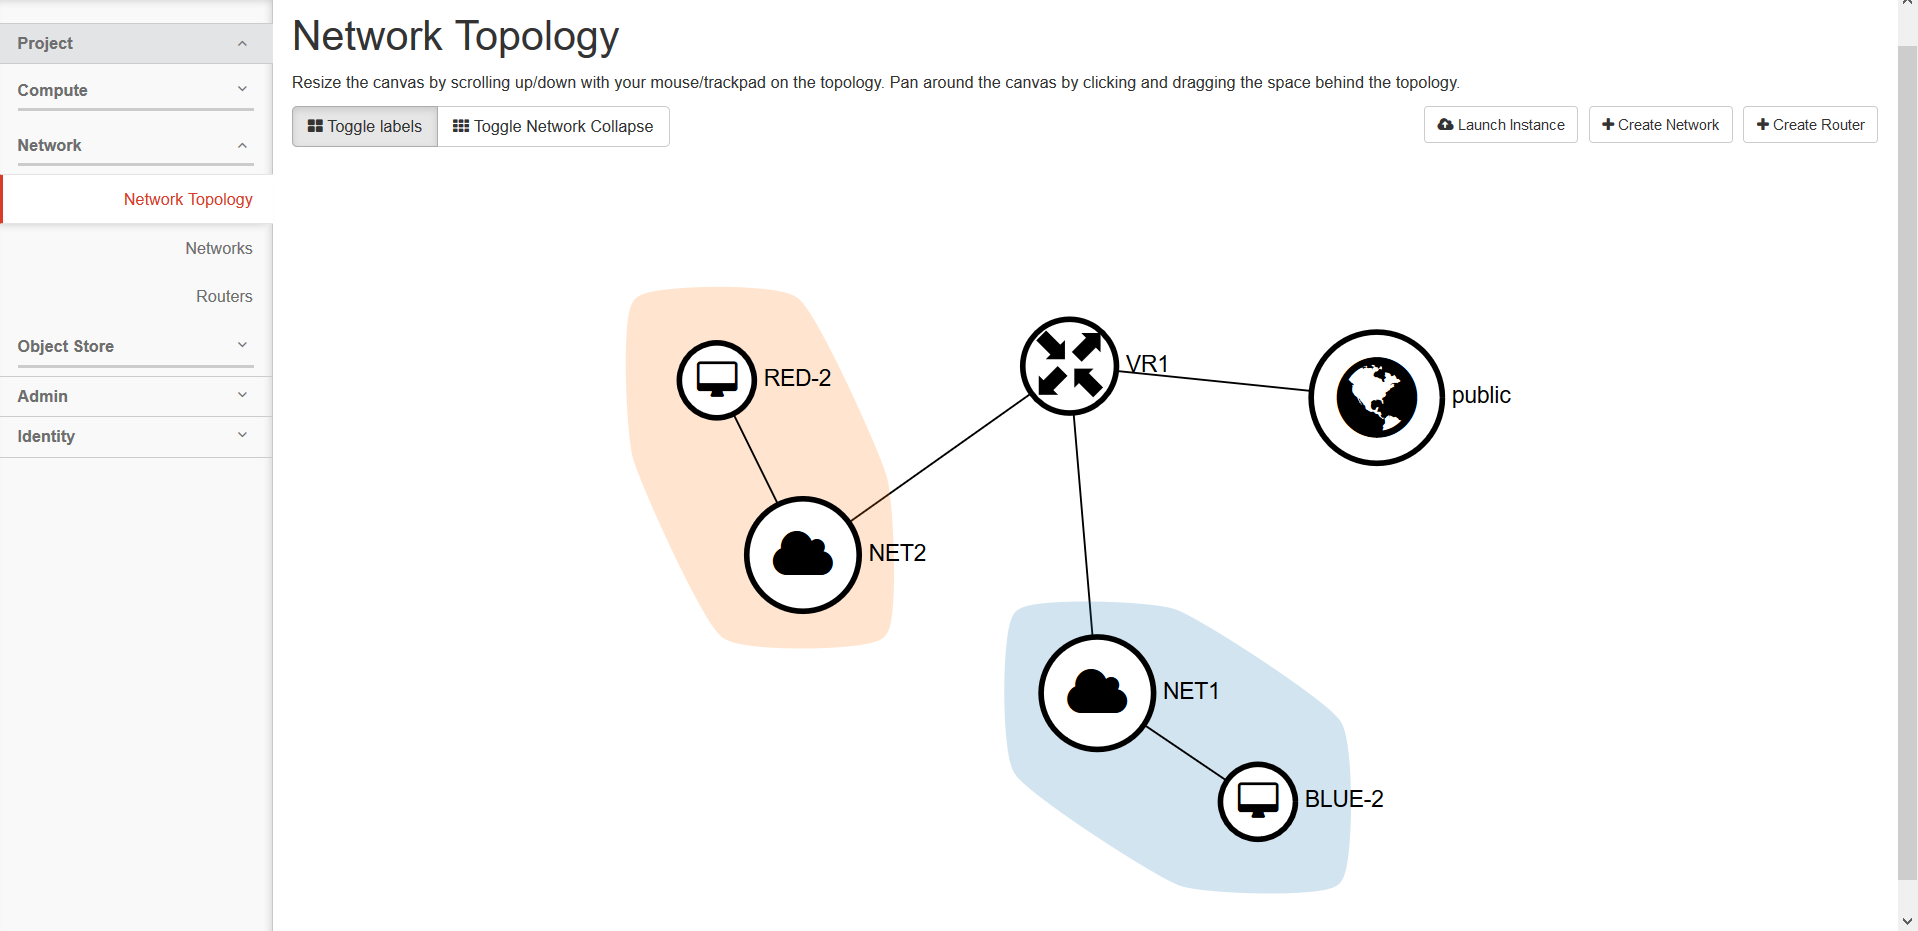 Project
Compute
Network
Network Topology
Networks
Routers
Object Store
Admin
Identity
Network Topology
Resize the canvas by scrolling up/down with your mouse/trackpad on the topology. Pan around the canvas by clicking and dragging the space behind the topology.
Toggle labels
Toggle Network Collapse
Launch Instance
Create Network
Create Router
RED-2
VR1
public
NET2
NET1
BLUE-2